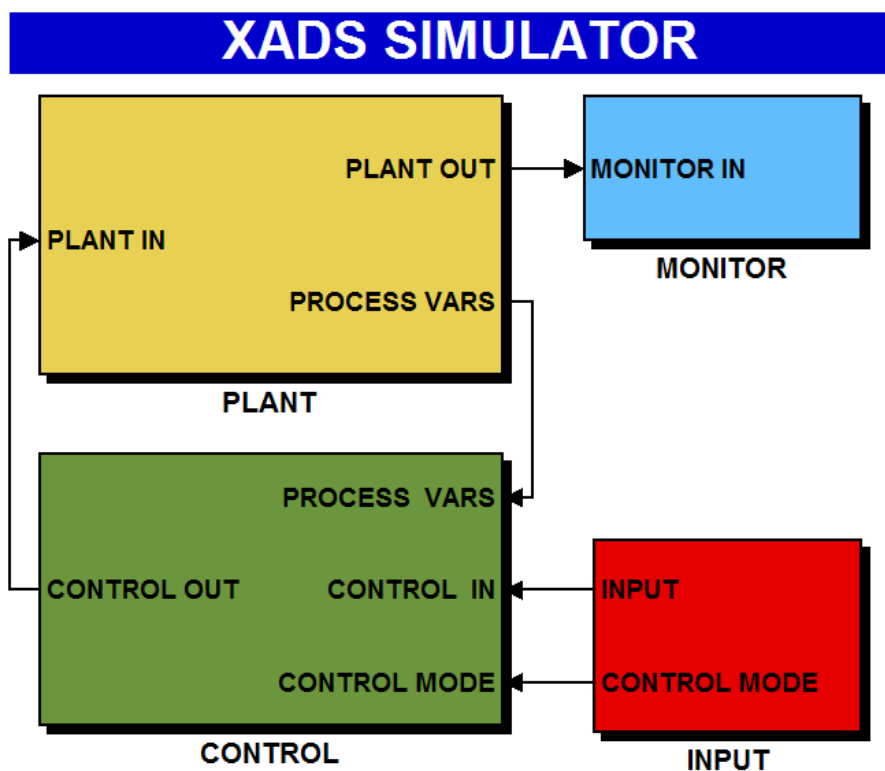 XADS SIMULATOR
PLANT OUT
MONITOR IN
PLANT IN
MONITOR
PROCESS VARS
PLANT
PROCESS  VARS
CONTROL OUT
CONTROL  IN
INPUT
CONTROL MODE
CONTROL MODE
CONTROL
INPUT